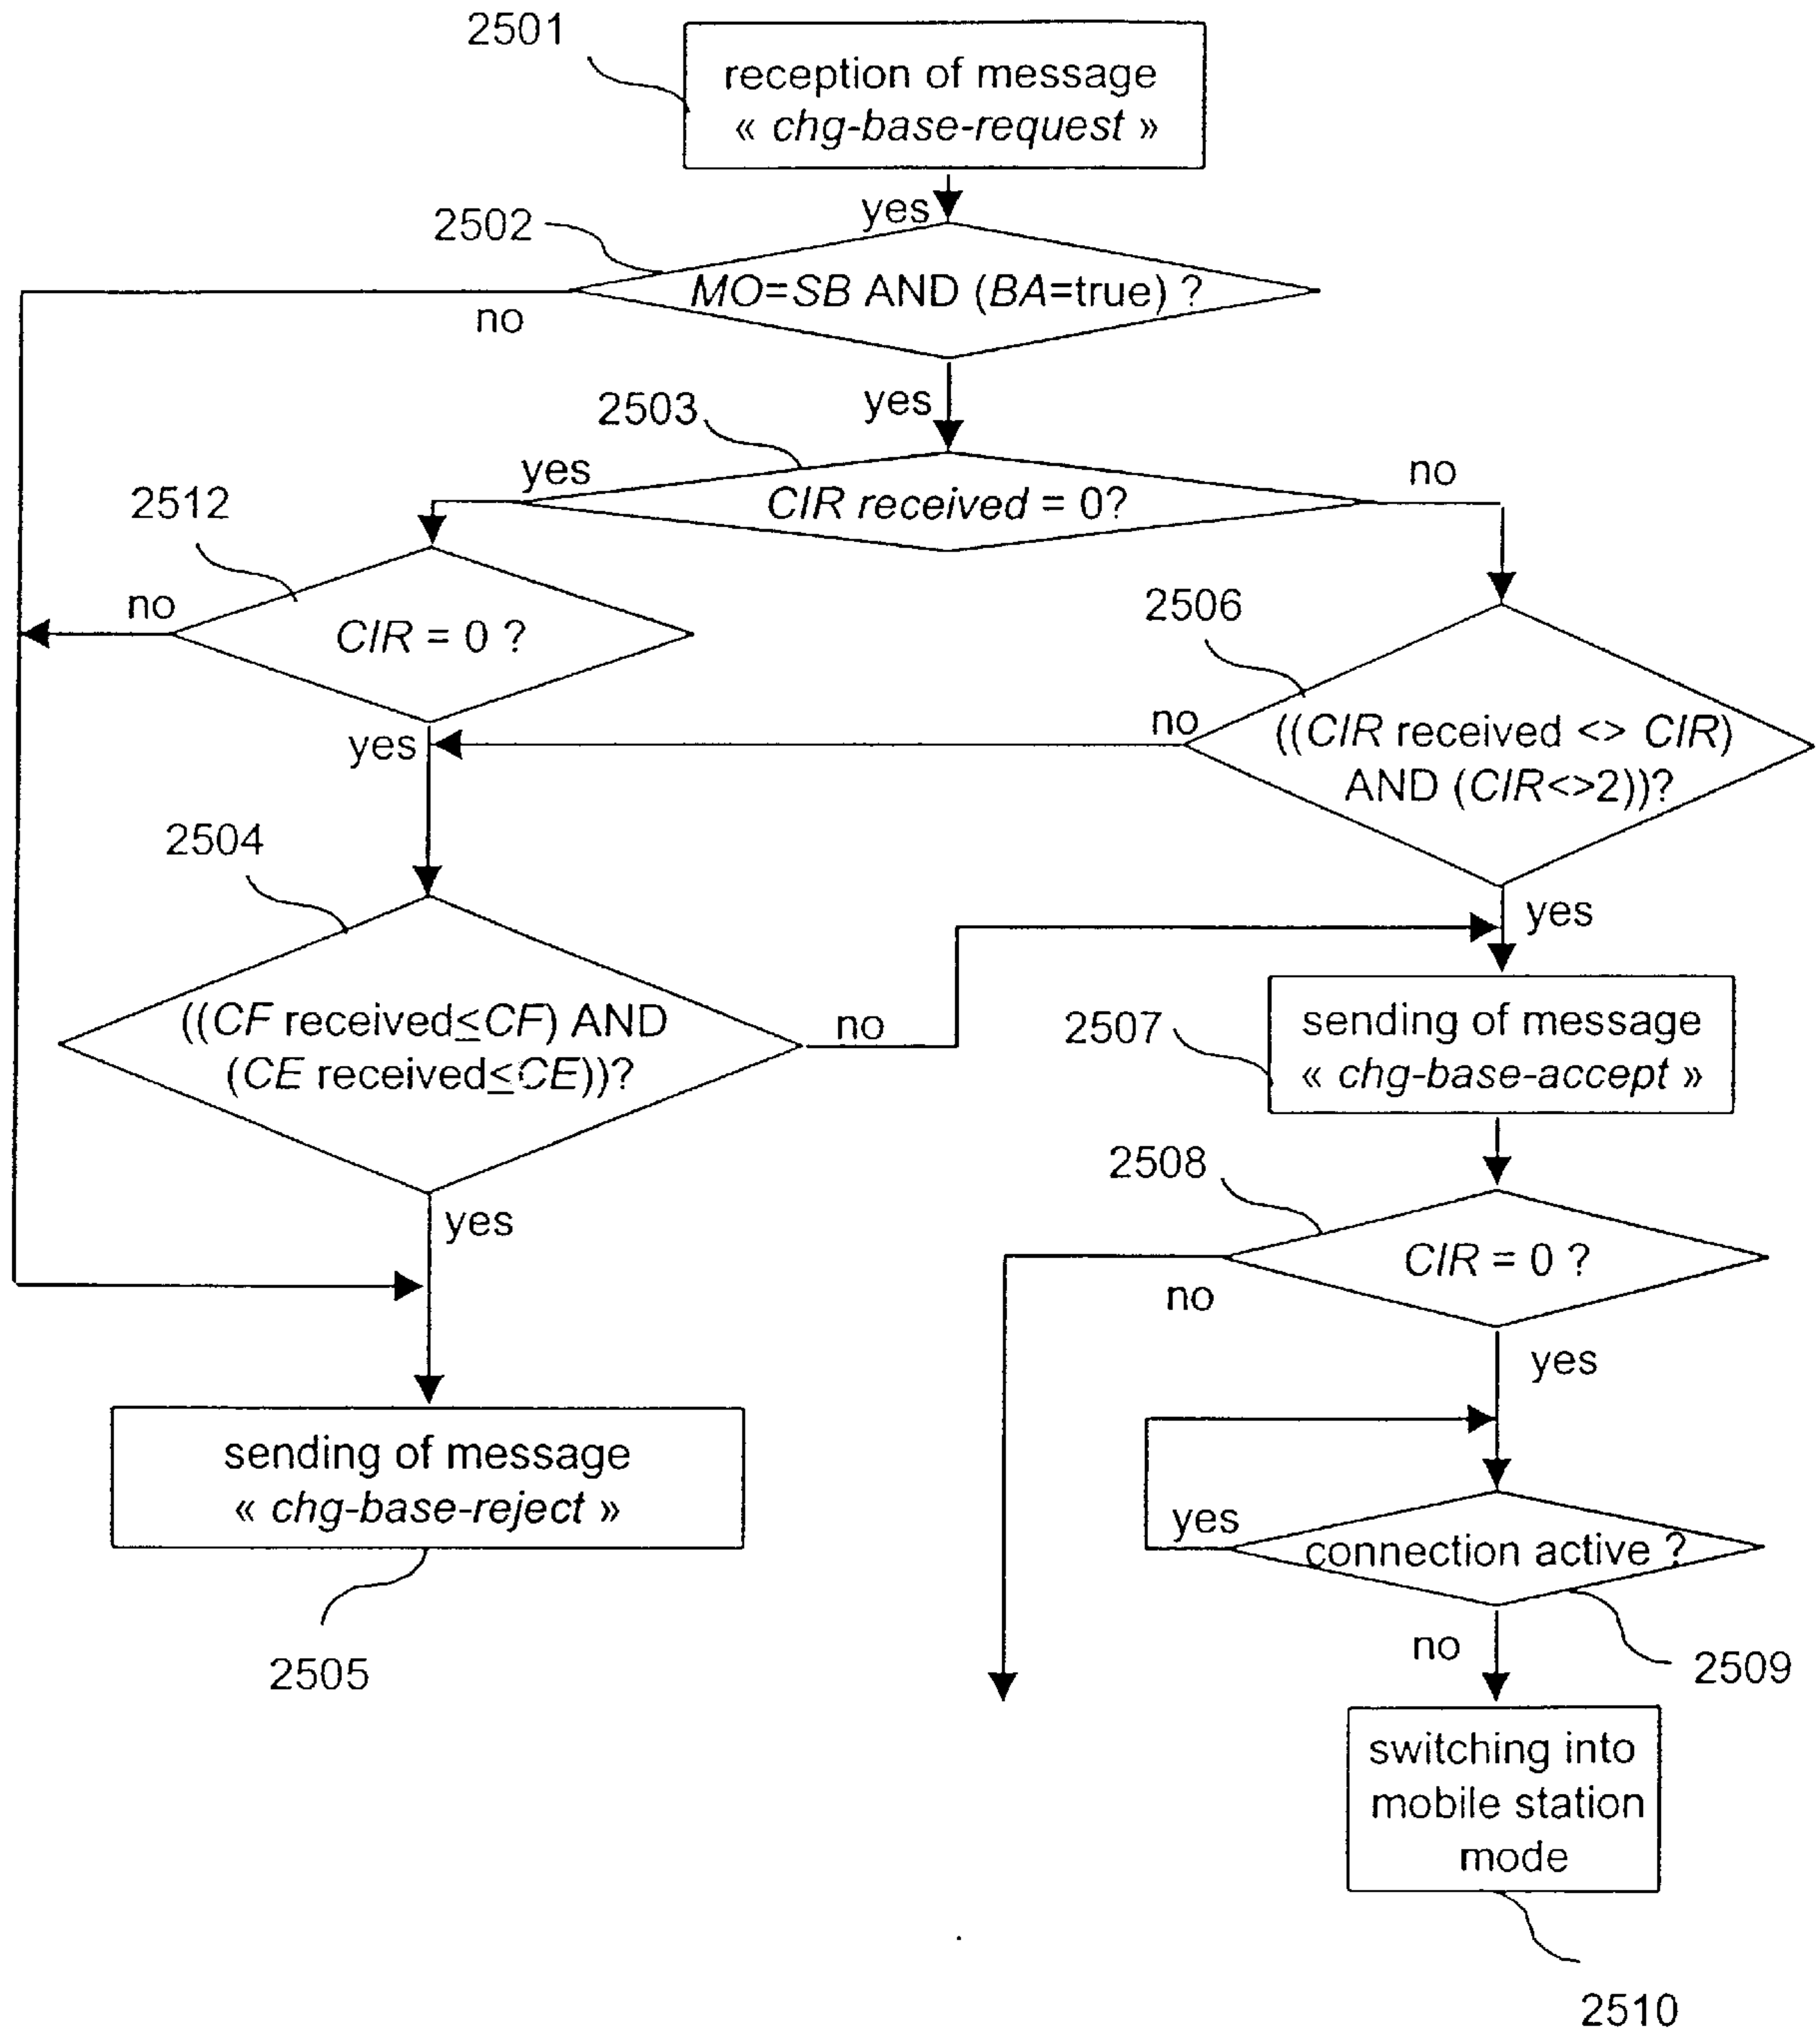 2501
reception of message
« chg-base-request »
yes
2502
MO=SB AND (BA=true) ?
no
yes
2503
yes
CIR received = 0?
no
2512
no
CIR = 0 ?
2506
no
((CIR received <> CIR)
AND (CIR<>2))?
yes
2504
yes
((CF received≤CF) AND
(CE received≤CE))?
no
2507
sending of message
« chg-base-accept »
2508
yes
CIR = 0 ?
no
yes
sending of message
« chg-base-reject »
yes
connection active ?
2505
no
2509
switching into
mobile station
mode
2510